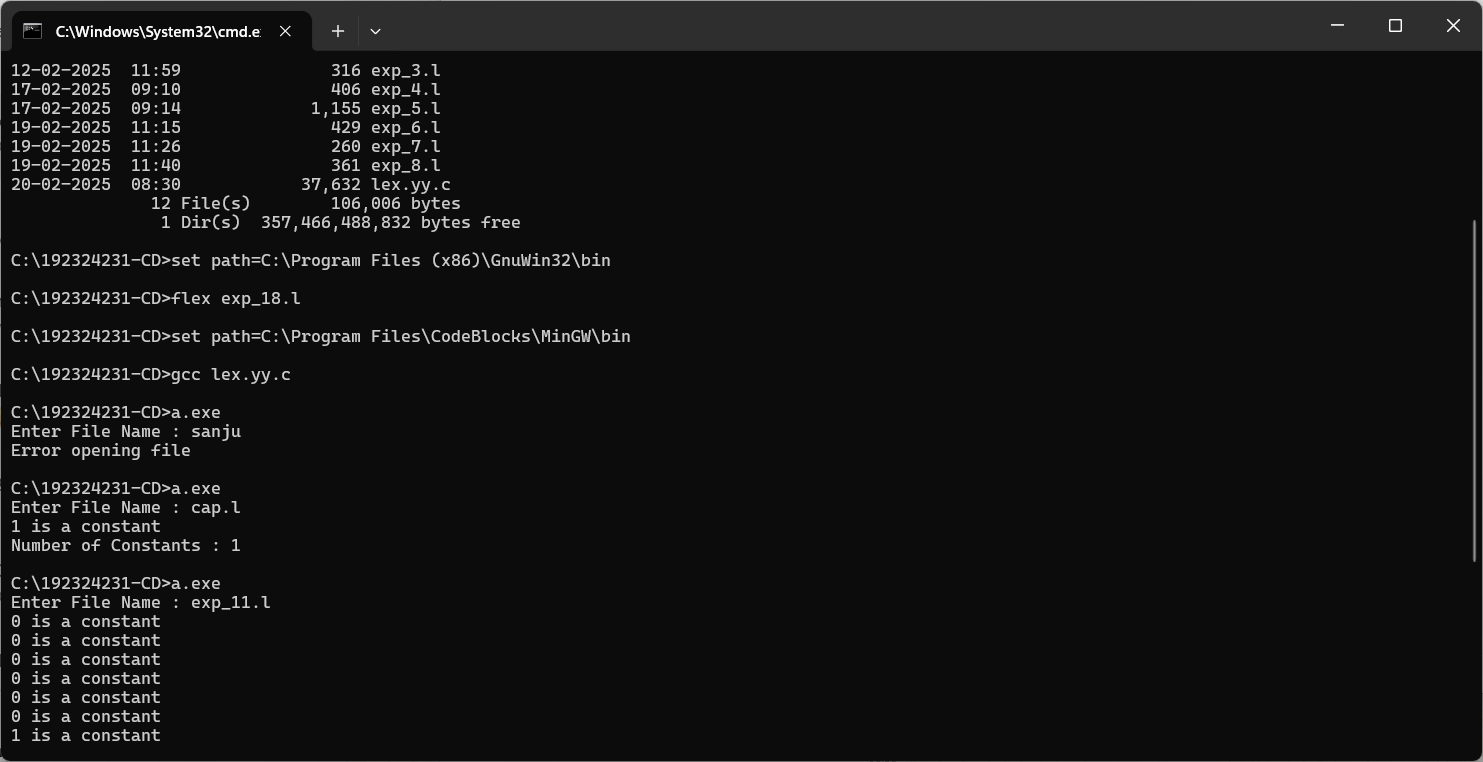 C:\Windows\System32\cmd.e
12-02-2025  11:59               316 exp_3.l
17-02-2025  09:10               406 exp_4.l
17-02-2025  09:14             1,155 exp_5.l
19-02-2025  11:15               429 exp_6.l
19-02-2025  11:26               260 exp_7.l
19-02-2025  11:40               361 exp_8.l
20-02-2025  08:30            37,632 lex.yy.c
              12 File(s)        106,006 bytes
               1 Dir(s)  357,466,488,832 bytes free
C:\192324231-CD>set path=C:\Program Files (x86)\GnuWin32\bin
C:\192324231-CD>flex exp_18.l
C:\192324231-CD>set path=C:\Program Files\CodeBlocks\MinGW\bin
C:\192324231-CD>gcc lex.yy.c
C:\192324231-CD>a.exe
Enter File Name : sanju
Error opening file
C:\192324231-CD>a.exe
Enter File Name : cap.l
1 is a constant
Number of Constants : 1
C:\192324231-CD>a.exe
Enter File Name : exp_11.l
0 is a constant
0 is a constant
0 is a constant
0 is a constant
0 is a constant
0 is a constant
1 is a constant